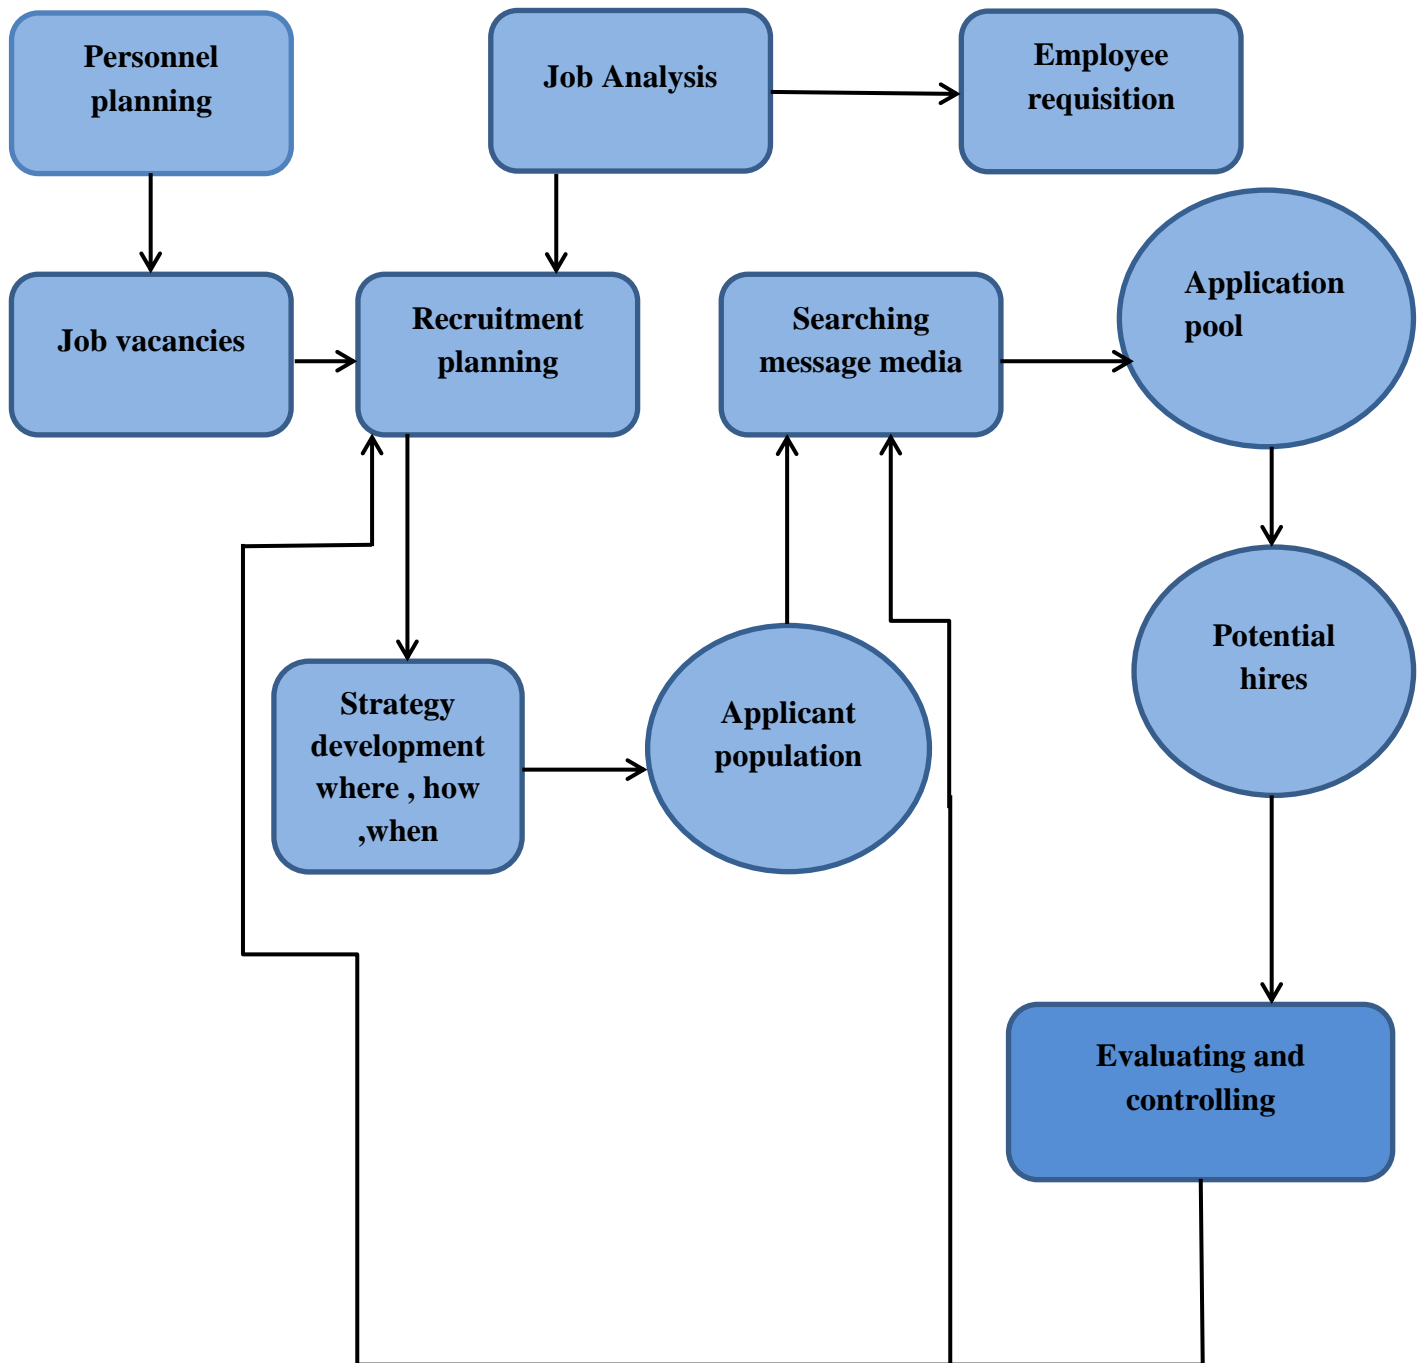 Personnel
planning
Job Analysis
Employee
requisition
Job vacancies
Recruitment
planning
Searching
message media
Application
pool
Strategy
development
where , how
,when
Applicant
population
Potential
hires
Evaluating and
controlling